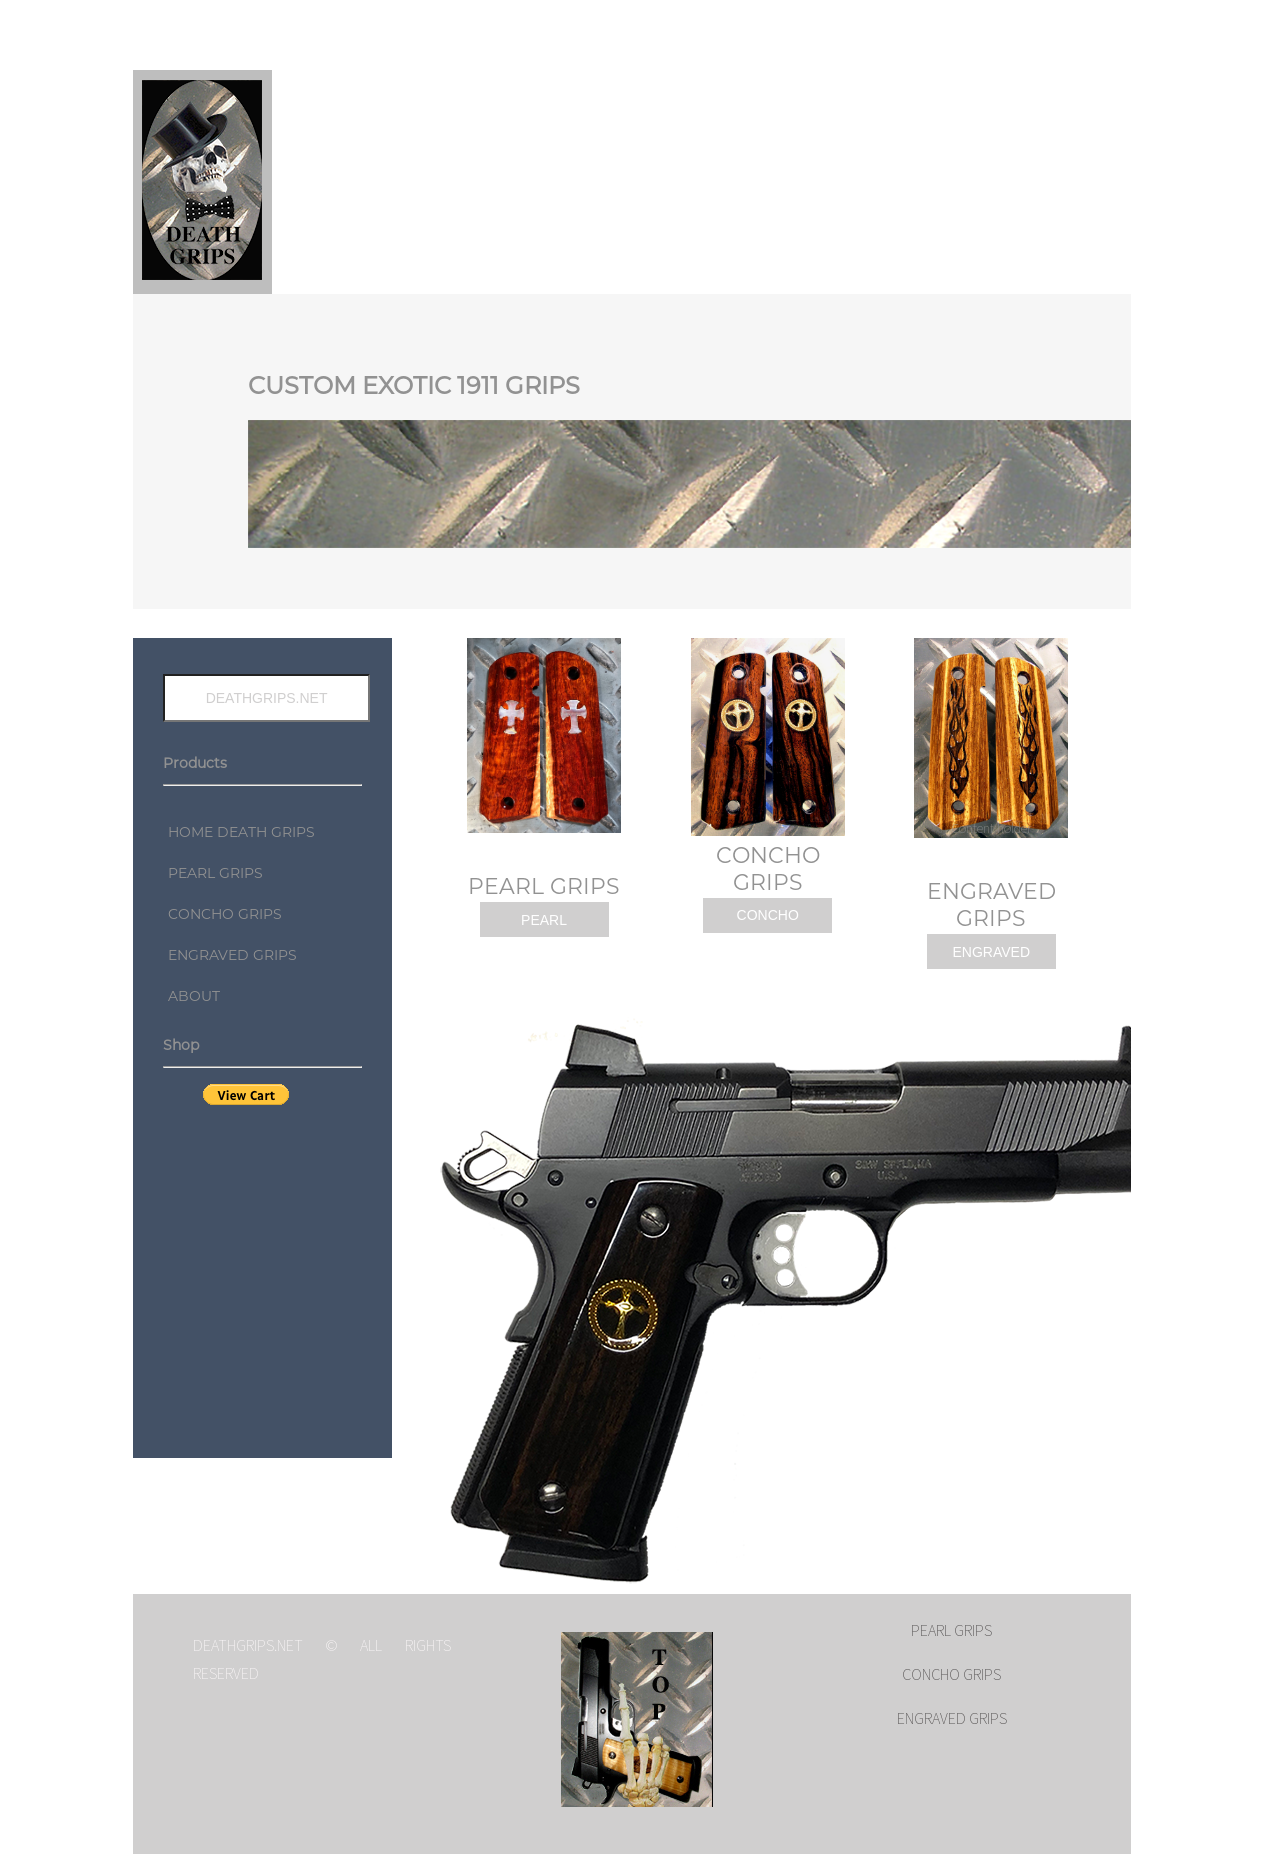 DEATH
GRIPS
CUSTOM EXOTIC 1911 GRIPS
DEATHGRIPS.NET
Products
HOME DEATH GRIPS
PEARL GRIPS
CONCHO GRIPS
ENGRAVED GRIPS
ABOUT
Shop
View Cart
PEARL GRIPS
PEARL
CONCHO
GRIPS
CONCHO
ENGRAVED
GRIPS
ENGRAVED
S&W SPFLD,MA
U.S.A.
DEATHGRIPS.NET © ALL RIGHTS
RESERVED
T
O
P
PEARL GRIPS
CONCHO GRIPS
ENGRAVED GRIPS